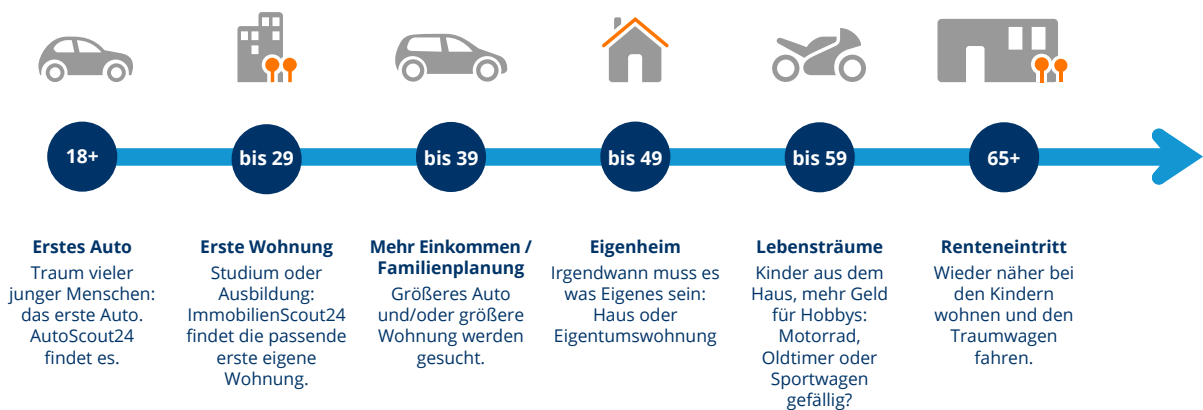 18+
bis 29
bis 39
bis 49
bis 59
65+
Erstes Auto
Traum vieler
junger Menschen:
das erste Auto.
AutoScout24
findet es.
Erste Wohnung
Studium oder
Ausbildung:
ImmobilienScout24
findet die passende
erste eigene
Wohnung.
Mehr Einkommen /
Familienplanung
Größeres Auto
und/oder größere
Wohnung werden
gesucht.
Eigenheim
Irgendwann muss es
was Eigenes sein:
Haus oder
Eigentumswohnung
Lebensträume
Kinder aus dem
Haus, mehr Geld
für Hobbys:
Motorrad,
Oldtimer oder
Sportwagen
gefällig?
Renteneintritt
Wieder näher bei
den Kindern
wohnen und den
Traumwagen
fahren.